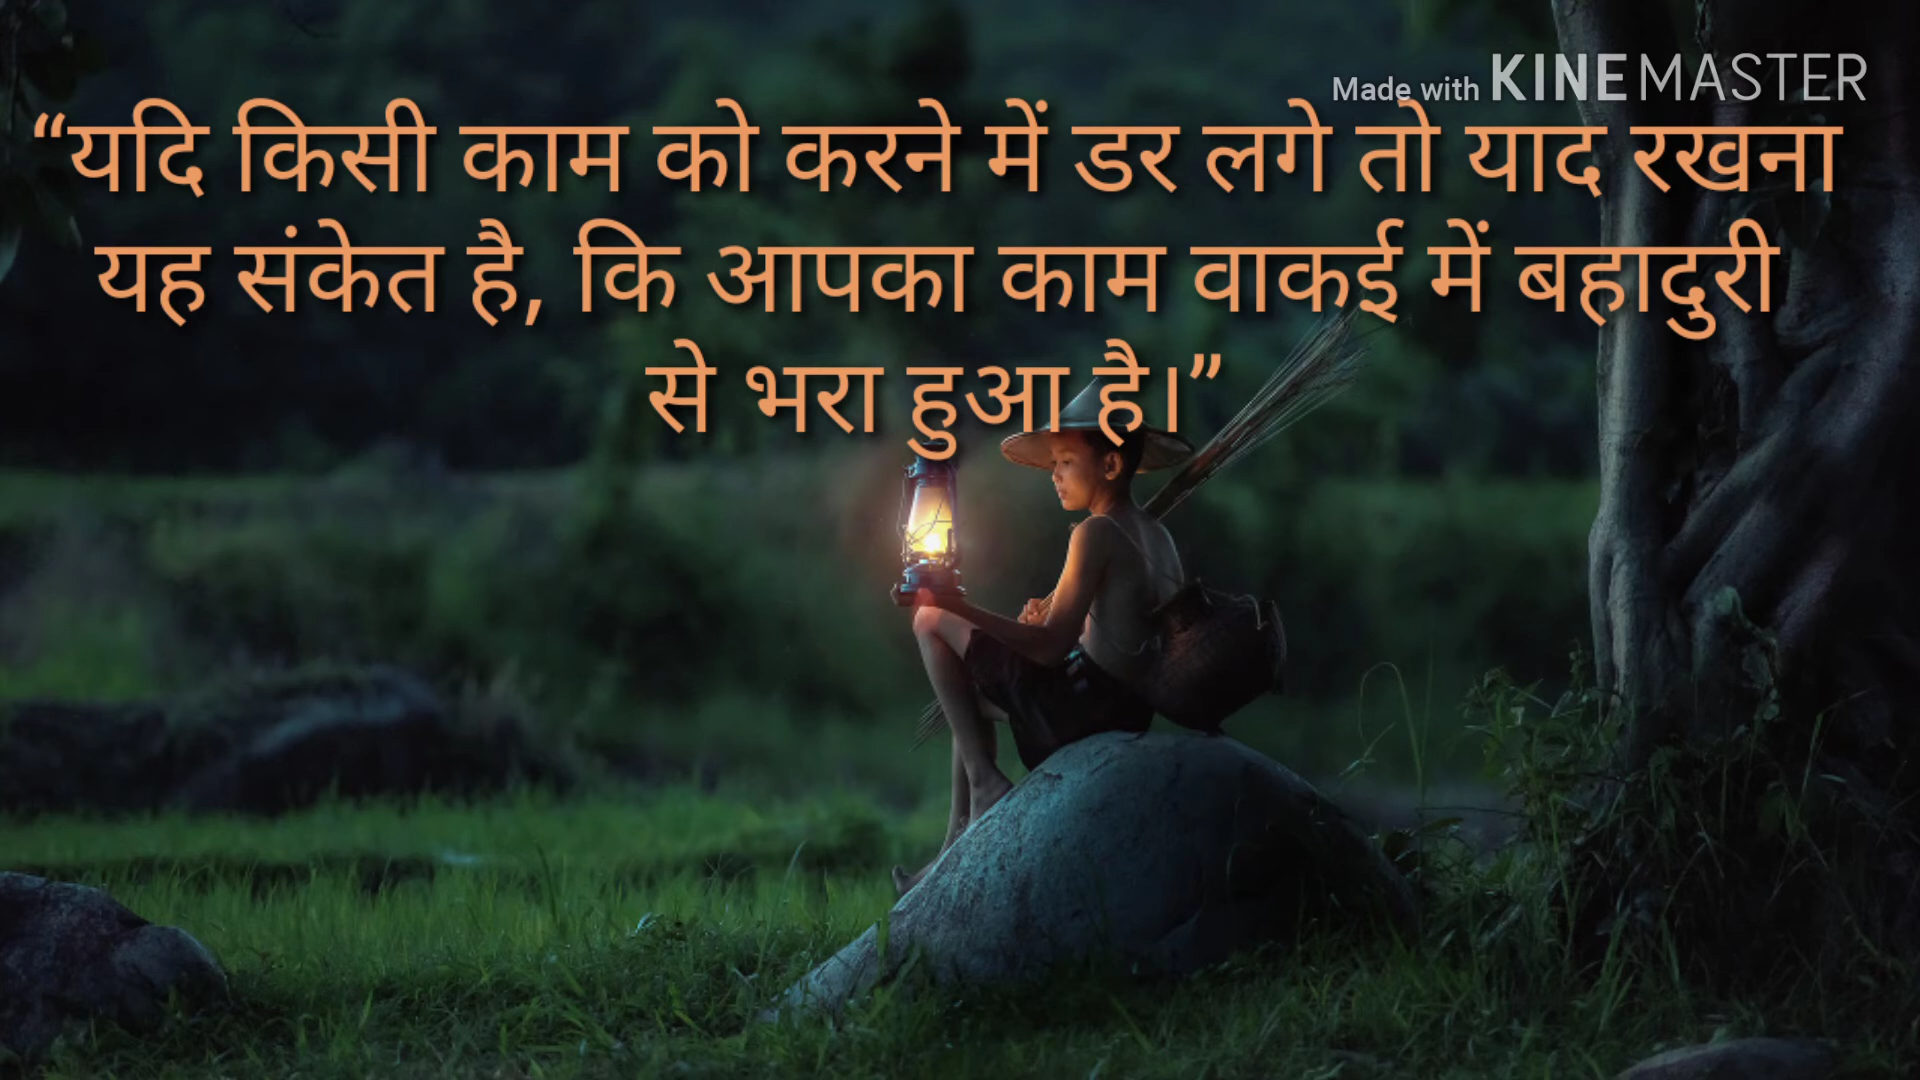 Made with KINEMASTER
“यदि किसी काम को करने में डर लगे तो याद रखना
यह संकेत है, कि आपका काम वाकई में बहादुरी
से भरा हुआ है।”